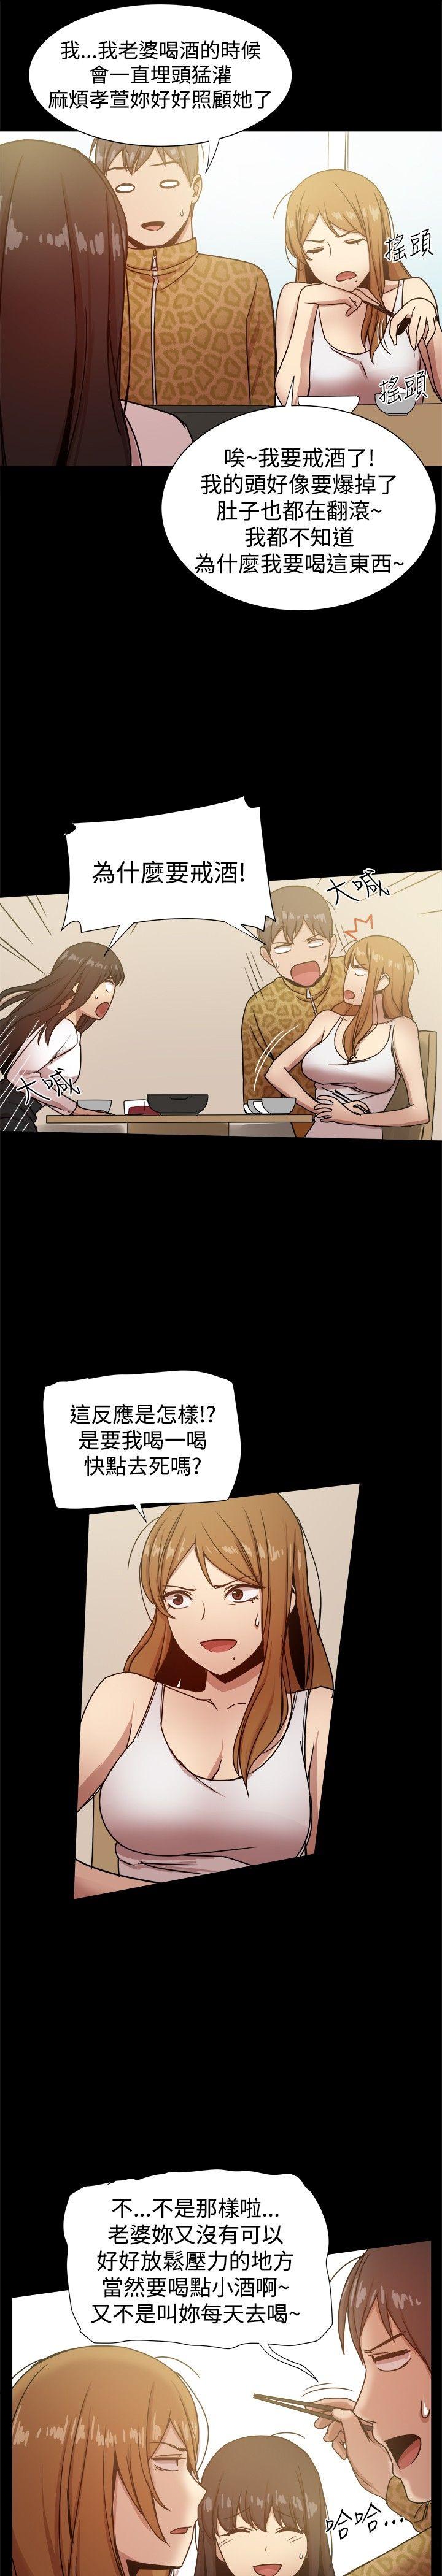 我...我老婆喝酒的時候
會一直埋頭猛灌
麻煩孝萱妳好好照顧她了
搖頭
搖頭
唉~我要戒酒了!
我的頭好像要爆掉了
肚子也都在翻滾~
我都不知道
為什麼我要喝這東西~
為什麼要戒酒!
大喊
大喊
這反應是怎樣!?
是要我喝一喝
快點去死嗎?
不...不是那樣啦...
老婆妳又沒有可以
好好放鬆壓力的地方
當然要喝點小酒啊~
又不是叫妳每天去喝~
哈哈...